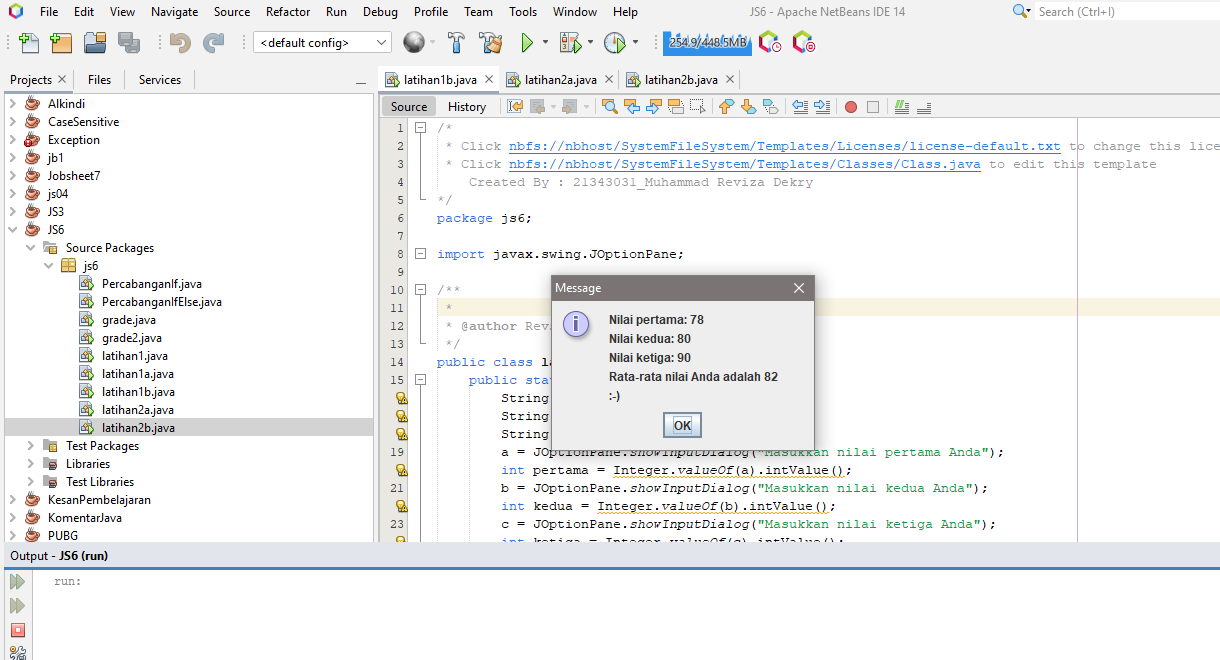 File Edit View Navigate Source Refactor Run Debug Profile Team Tools Window Help JS6 - Apache NetBeans IDE 14 Search (Ctrl+I)
<default config> 254.9/448.5MB
Projects Files Services
Alkindi
CaseSensitive
Exception
jb1
Jobsheet7
js04
JS3
JS6
Source Packages
js6
PercabanganIf.java
PercabanganIfElse.java
grade.java
grade2.java
latihan1.java
latihan1a.java
latihan1b.java
latihan2a.java
latihan2b.java
Test Packages
Libraries
Test Libraries
KesanPembelajaran
KomentarJava
PUBG
latihan1b.java latihan2a.java latihan2b.java
Source History
1 /*
2 * Click nbfs://nbhost/SystemFileSystem/Templates/Licenses/license-default.txt to change this lice
3 * Click nbfs://nbhost/SystemFileSystem/Templates/Classes/Class.java to edit this template
4 Created By : 21343031_Muhammad Reviza Dekry
5 */
6 package js6;
7
8 import javax.swing.JOptionPane;
9
10 /**
11 *
12 * @author Rev
13 */
14 public class
15 public sta
String
String
String
19 a = JOptionPane.showInputDialog("Masukkan nilai pertama Anda");
int pertama = Integer.valueOf(a).intValue();
21 b = JOptionPane.showInputDialog("Masukkan nilai kedua Anda");
int kedua = Integer.valueOf(b).intValue();
23 c = JOptionPane.showInputDialog("Masukkan nilai ketiga Anda");
int ketiga = Integer.valueOf(c).intValue();
Message
Nilai pertama: 78
Nilai kedua: 80
Nilai ketiga: 90
Rata-rata nilai Anda adalah 82
:-)
OK
Output - JS6 (run)
run: